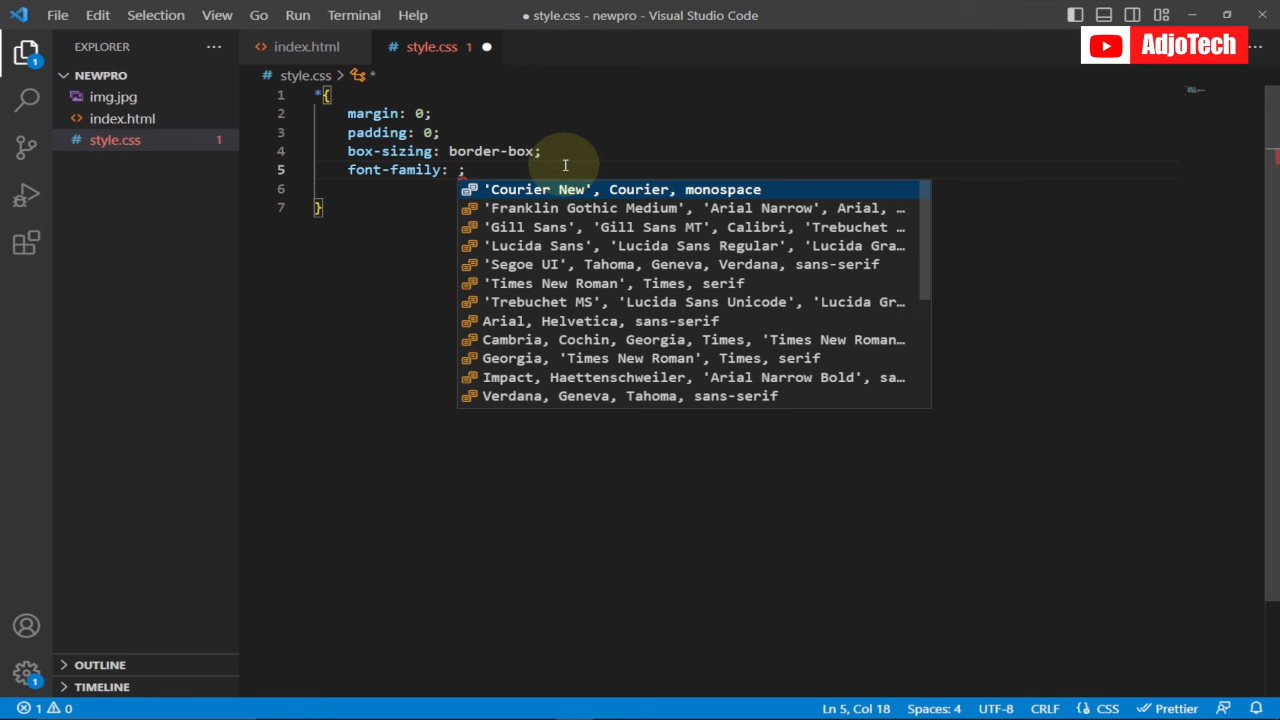 File Edit Selection View Go Run Terminal Help
● style.css - newpro - Visual Studio Code
AdjoTech
EXPLORER ···
index.html
# style.css 1 ●
1
NEWPRO
# style.css > *
img.jpg
index.html
# style.css 1
1 *{
2 margin: 0;
3 padding: 0;
4 box-sizing: border-box;
5 font-family: ;
6
7 }
'Courier New', Courier, monospace
'Franklin Gothic Medium', 'Arial Narrow', Arial, …
'Gill Sans', 'Gill Sans MT', Calibri, 'Trebuchet …
'Lucida Sans', 'Lucida Sans Regular', 'Lucida Gra…
'Segoe UI', Tahoma, Geneva, Verdana, sans-serif
'Times New Roman', Times, serif
'Trebuchet MS', 'Lucida Sans Unicode', 'Lucida Gr…
Arial, Helvetica, sans-serif
Cambria, Cochin, Georgia, Times, 'Times New Roman…
Georgia, 'Times New Roman', Times, serif
Impact, Haettenschweiler, 'Arial Narrow Bold', sa…
Verdana, Geneva, Tahoma, sans-serif
OUTLINE
TIMELINE
1
1 0
Ln 5, Col 18 Spaces: 4 UTF-8 CRLF CSS Prettier